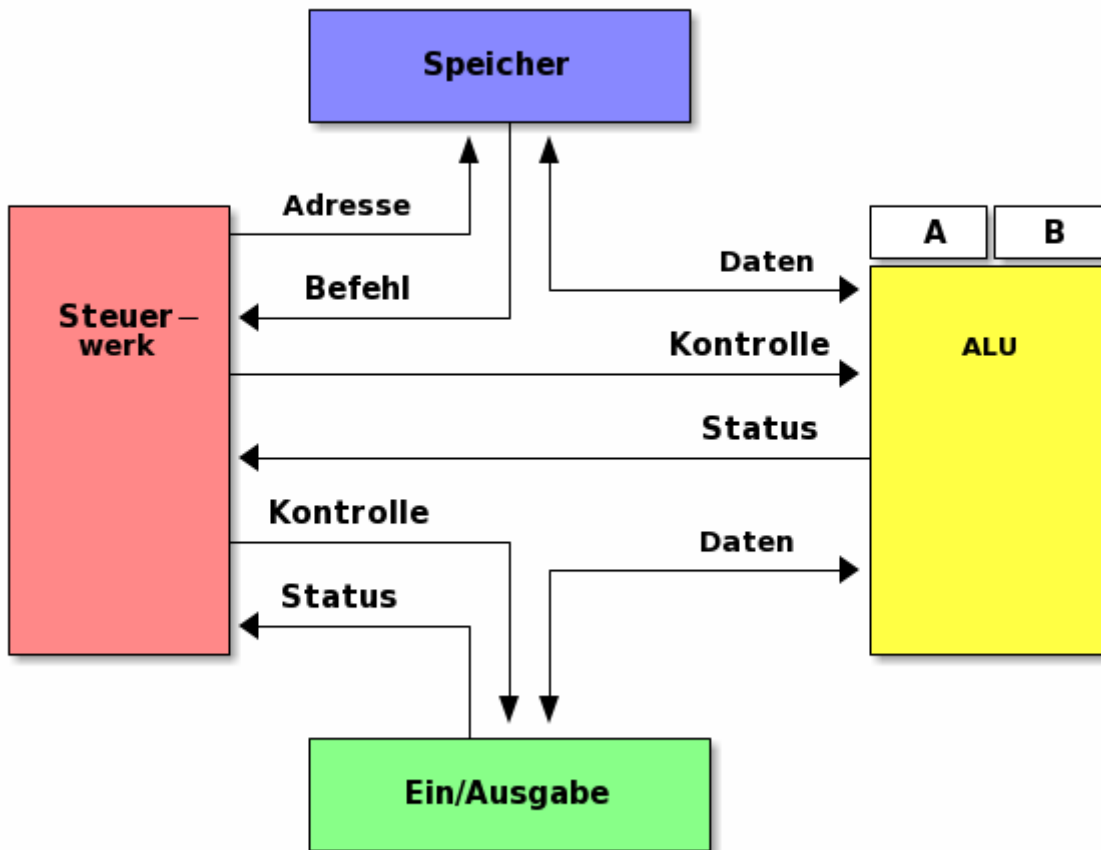 Speicher
Adresse
A
B
Daten
Befehl
Steuer–
werk
Kontrolle
ALU
Status
Kontrolle
Daten
Status
Ein/Ausgabe